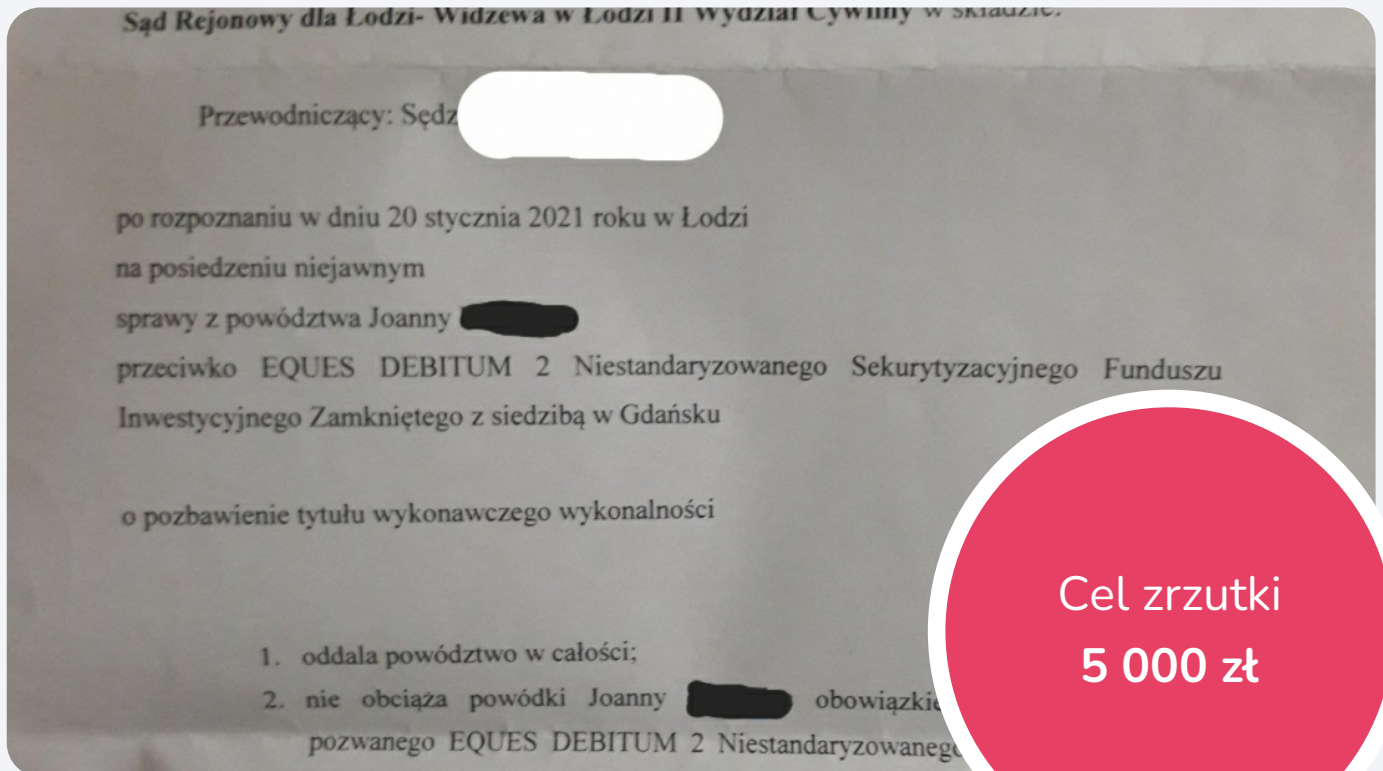 Sąd Rejonowy dla Łodzi- Widzewa w Łodzi II Wydział Cywilny w składzie:
Przewodniczący: Sędz
po rozpoznaniu w dniu 20 stycznia 2021 roku w Łodzi
na posiedzeniu niejawnym
sprawy z powództwa Joanny
przeciwko EQUES DEBITUM 2 Niestandaryzowanego Sekurytyzacyjnego Funduszu
Inwestycyjnego Zamkniętego z siedzibą w Gdańsku
o pozbawienie tytułu wykonawczego wykonalności
1. oddala powództwo w całości;
2. nie obciąża powódki Joanny
pozwanego EQUES DEBITUM 2
Cel zrzutki
5 000 zł